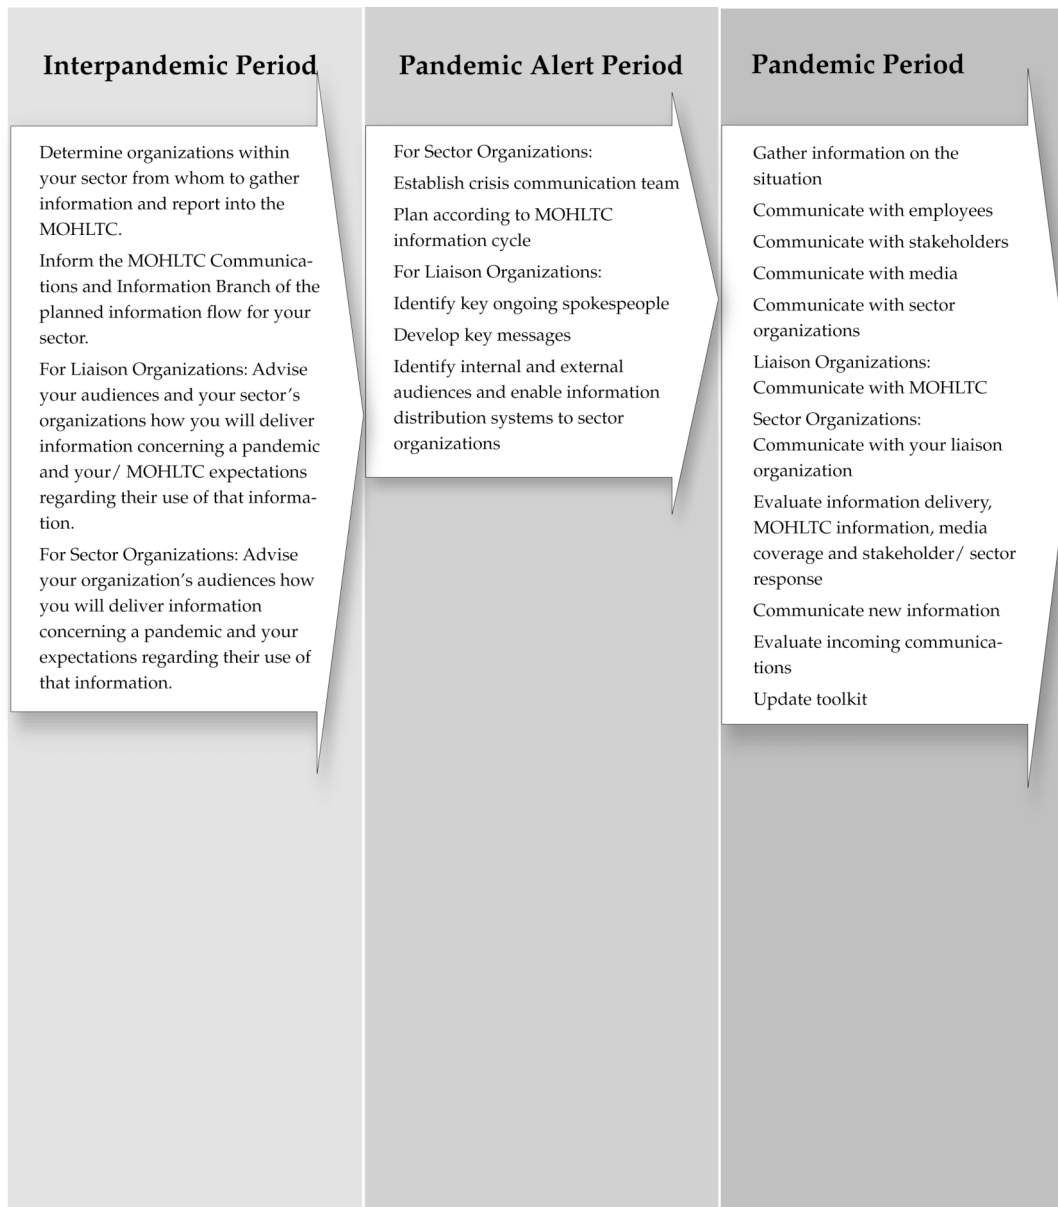 Interpandemic Period
Determine organizations within
your sector from whom to gather
information and report into the
MOHLTC.
Inform the MOHLTC Communica-
tions and Information Branch of the
planned information flow for your
sector.
For Liaison Organizations: Advise
your audiences and your sector's
organizations how you will deliver
information concerning a pandemic
and your/ MOHLTC expectations
regarding their use of that informa-
tion.
For Sector Organizations: Advise
your organization's audiences how
you will deliver information
concerning a pandemic and your
expectations regarding their use of
that information.
Pandemic Alert Period
For Sector Organizations:
Establish crisis communication team
Plan according to MOHLTC
information cycle
For Liaison Organizations:
Identify key ongoing spokespeople
Develop key messages
Identify internal and external
audiences and enable information
distribution systems to sector
organizations
Pandemic Period
Gather information on the
situation
Communicate with employees
Communicate with stakeholders
Communicate with media
Communicate with sector
organizations
Liaison Organizations:
Communicate with MOHLTC
Sector Organizations:
Communicate with your liaison
organization
Evaluate information delivery,
MOHLTC information, media
coverage and stakeholder/ sector
response
Communicate new information
Evaluate incoming communica-
tions
Update toolkit